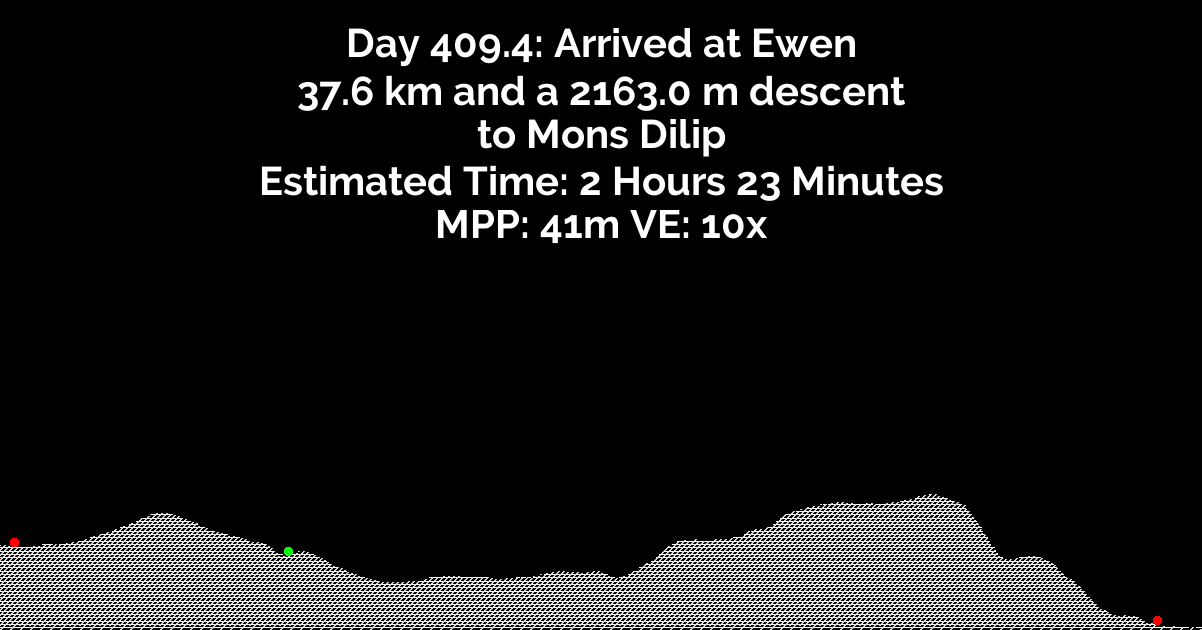 Day 409.4: Arrived at Ewen
37.6 km and a 2163.0 m descent
to Mons Dilip
Estimated Time: 2 Hours 23 Minutes
MPP: 41m VE: 10x